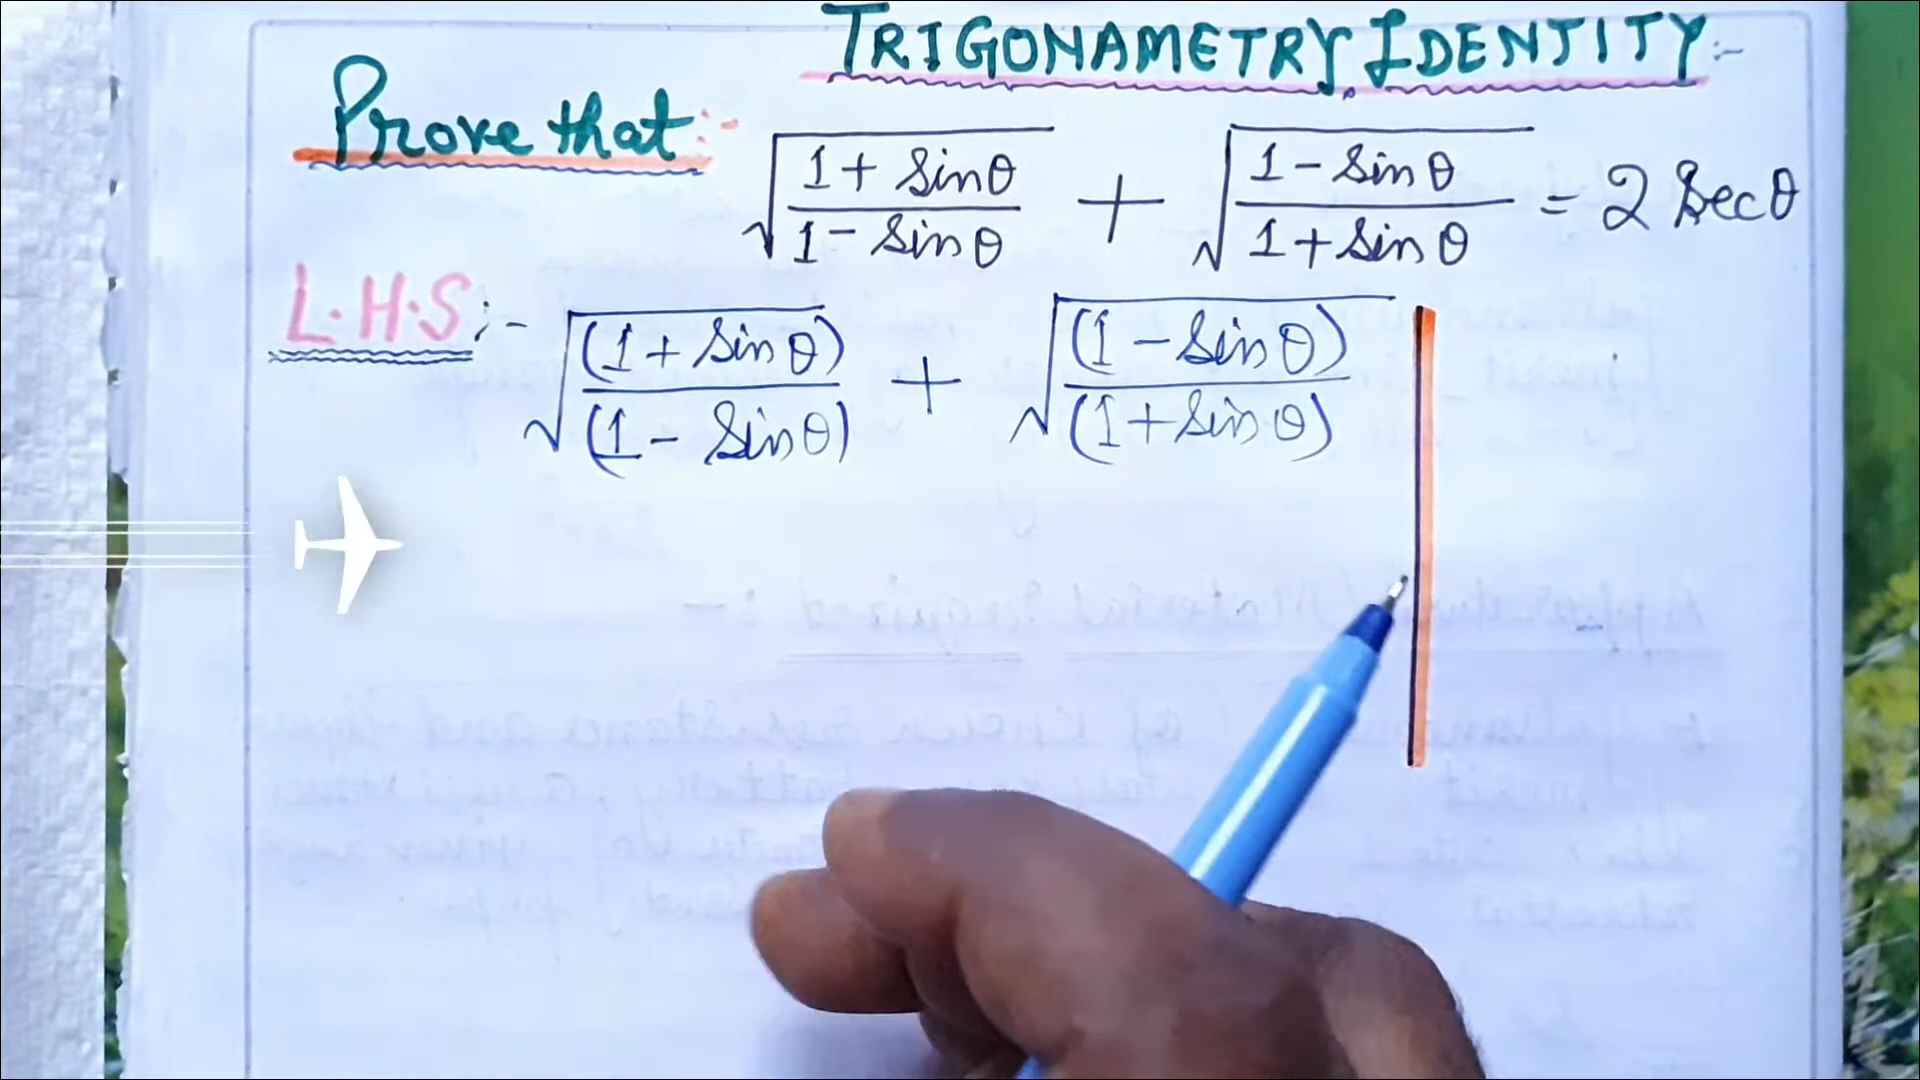 TRIGONAMETRY IDENTITY:-
Prove that:- √((1 + Sinθ)/(1 - Sinθ)) + √((1 - Sinθ)/(1 + Sinθ)) = 2 Secθ
L.H.S:- √((1 + Sinθ)/(1 - Sinθ)) + √((1 - Sinθ)/(1 + Sinθ))